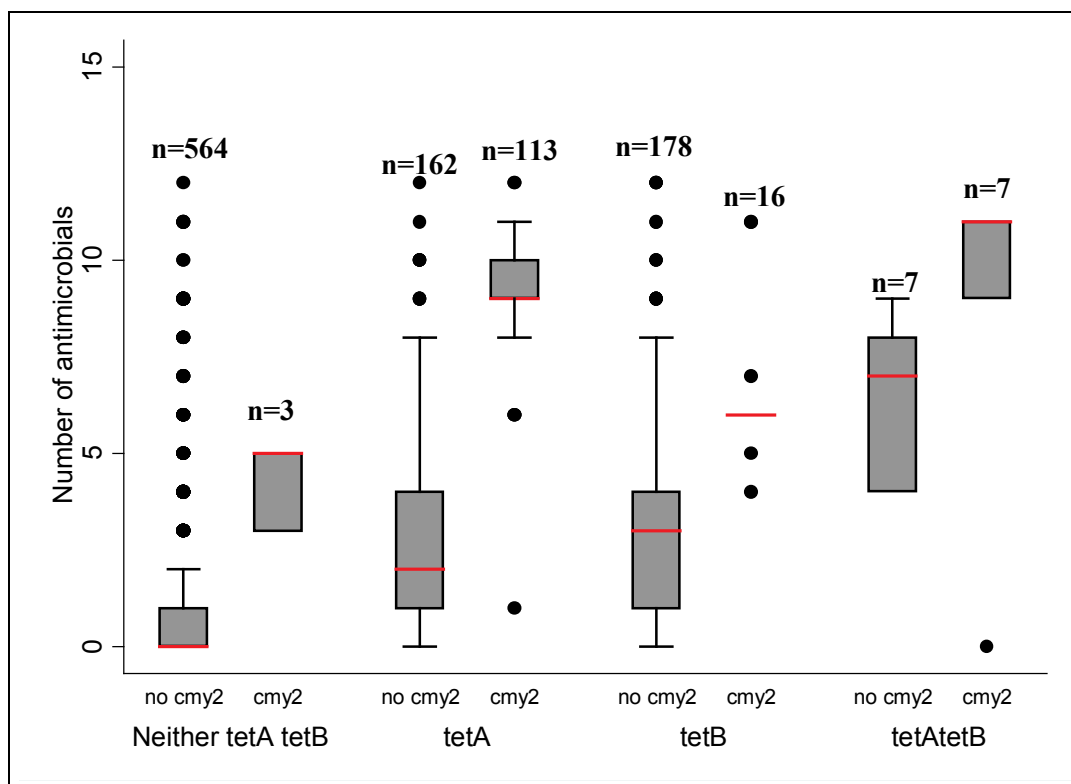 15
n=564
n=162
n=113
n=178
n=16
n=7
10
n=7
n=3
5
0
Number of antimicrobials
no cmy2 cmy2 no cmy2 cmy2 no cmy2 cmy2 no cmy2 cmy2
Neither tetA tetB tetA tetB tetAtetB